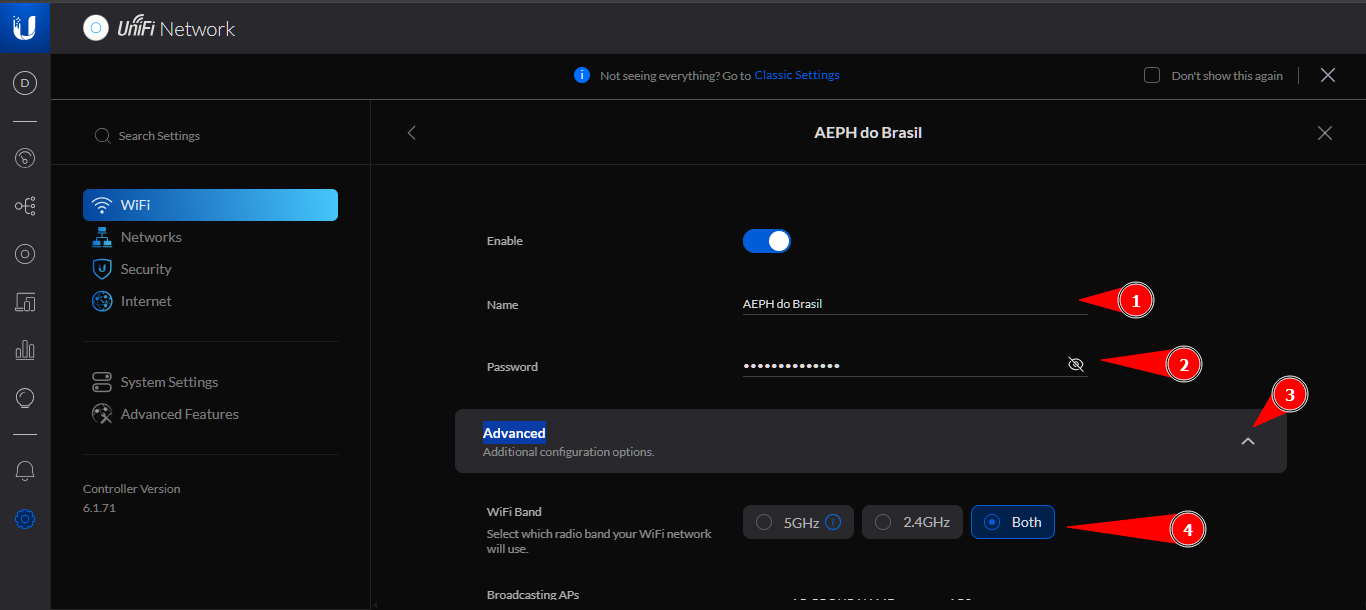 UniFi Network
Not seeing everything? Go to Classic Settings
Don't show this again
D
Search Settings
AEPH do Brasil
WiFi
Networks
Security
Internet
System Settings
Advanced Features
Controller Version
6.1.71
Enable
Name
AEPH do Brasil
1
Password
2
3
Advanced
Additional configuration options.
WiFi Band
Select which radio band your WiFi network
will use.
5GHz
2.4GHz
Both
4
Broadcasting APs